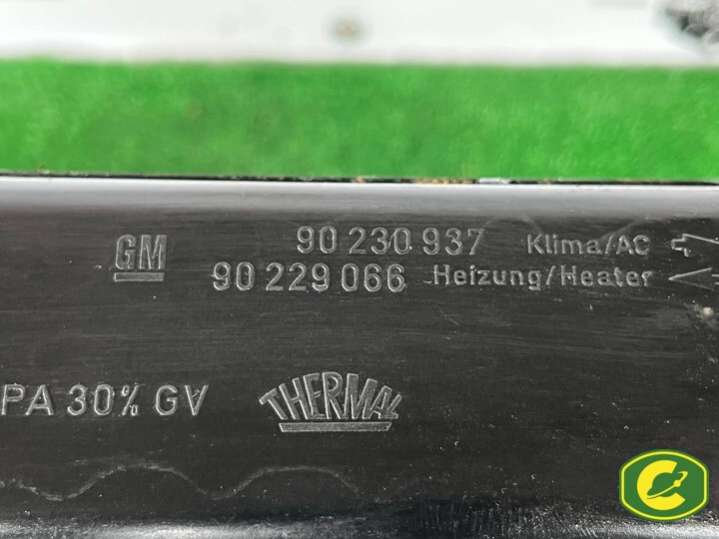 GM 90 230 937 Klima/AC
90 229 066 Heizung/Heater
PA 30% GV THERMAL
C